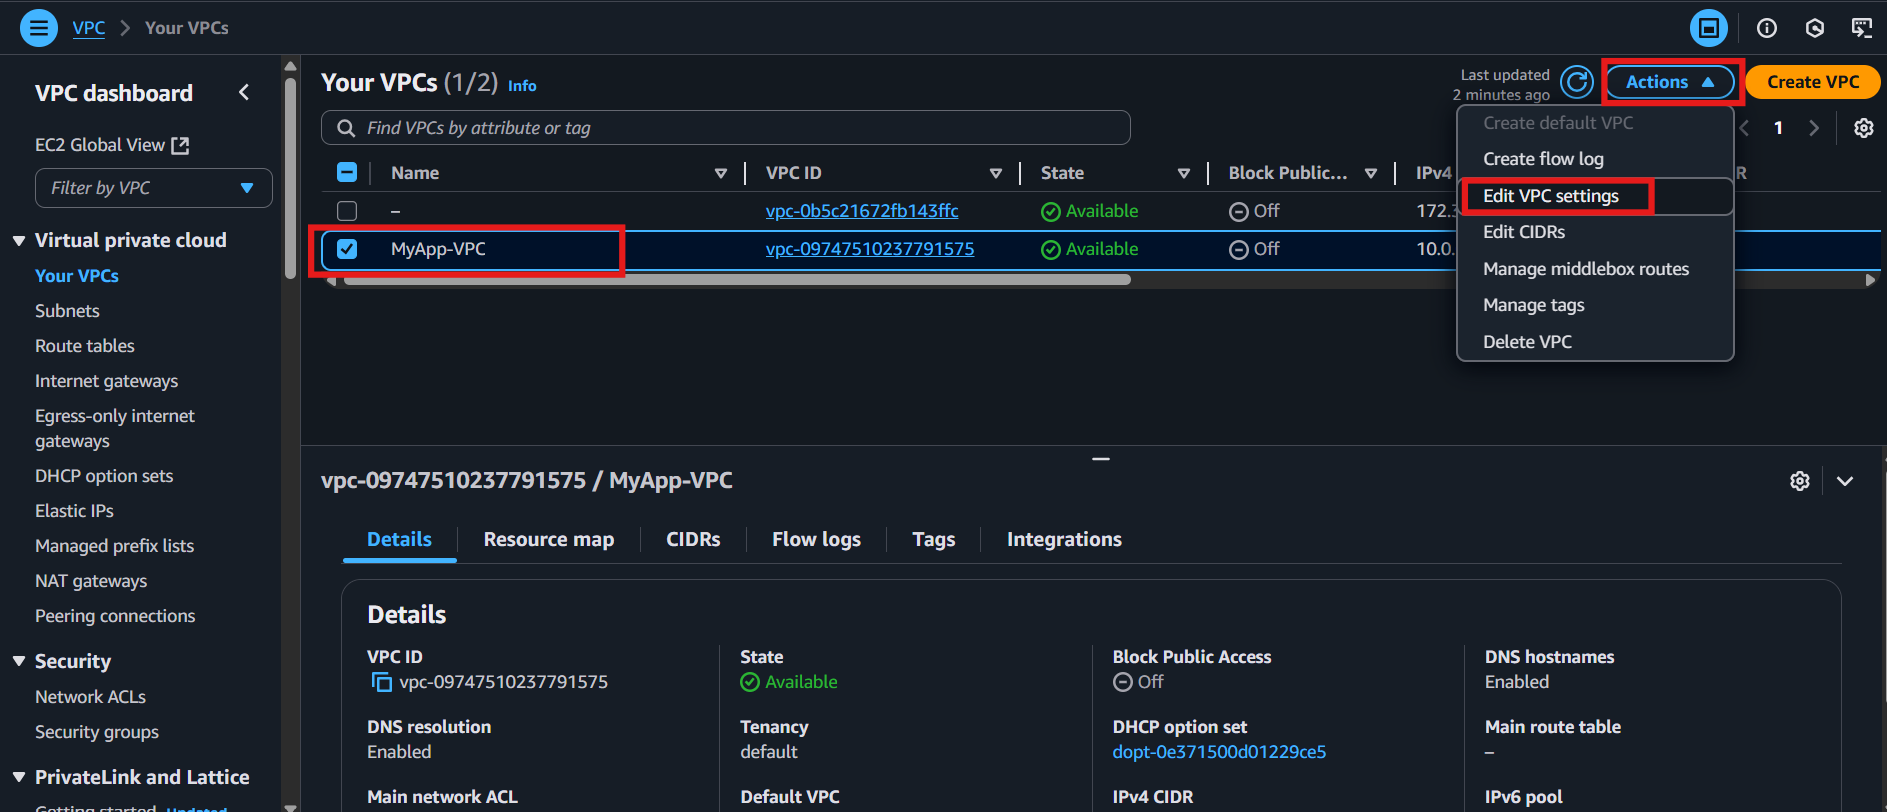 VPC > Your VPCs
VPC dashboard
EC2 Global View
Filter by VPC
Virtual private cloud
Your VPCs
Subnets
Route tables
Internet gateways
Egress-only internet
gateways
DHCP option sets
Elastic IPs
Managed prefix lists
NAT gateways
Peering connections
Security
Network ACLs
Security groups
PrivateLink and Lattice
Getting started Updated
Your VPCs (1/2) Info
Last updated
2 minutes ago
Actions
Create VPC
Find VPCs by attribute or tag
1
Name VPC ID State Block Public... IPv4 R
– vpc-0b5c21672fb143ffc Available Off 172.3
MyApp-VPC vpc-09747510237791575 Available Off 10.0.
Create default VPC
Create flow log
Edit VPC settings
Edit CIDRs
Manage middlebox routes
Manage tags
Delete VPC
vpc-09747510237791575 / MyApp-VPC
Details Resource map CIDRs Flow logs Tags Integrations
Details
VPC ID
vpc-09747510237791575
State
Available
Block Public Access
Off
DNS hostnames
Enabled
DNS resolution
Enabled
Tenancy
default
DHCP option set
dopt-0e371500d01229ce5
Main route table
–
Main network ACL
Default VPC
IPv4 CIDR
IPv6 pool